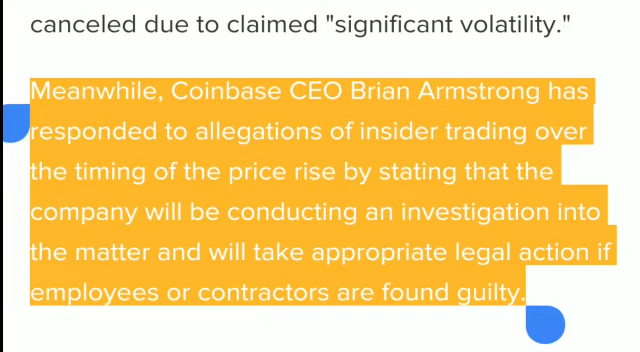 canceled due to claimed "significant volatility."
Meanwhile, Coinbase CEO Brian Armstrong has
responded to allegations of insider trading over
the timing of the price rise by stating that the
company will be conducting an investigation into
the matter and will take appropriate legal action if
employees or contractors are found guilty.